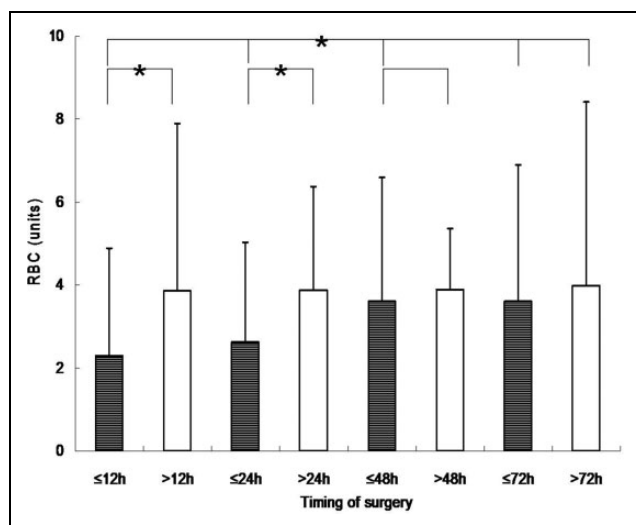 10
*
* *
8
6
4
2
0
RBC (units)
≤12h >12h ≤24h >24h ≤48h >48h ≤72h >72h
Timing of surgery